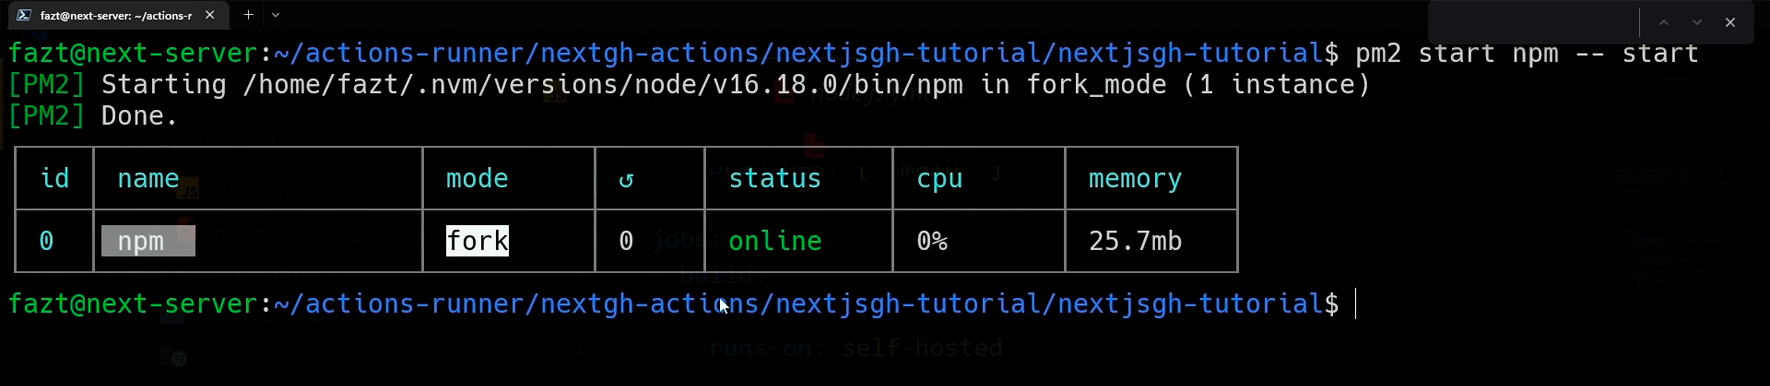 fazt@next-server: ~/actions-r
fazt@next-server:~/actions-runner/nextgh-actions/nextjsgh-tutorial/nextjsgh-tutorial$ pm2 start npm -- start
[PM2] Starting /home/fazt/.nvm/versions/node/v16.18.0/bin/npm in fork_mode (1 instance)
[PM2] Done.
id name mode ↺ status cpu memory
0 npm fork 0 online 0% 25.7mb
jobs:
build:
fazt@next-server:~/actions-runner/nextgh-actions/nextjsgh-tutorial/nextjsgh-tutorial$
runs-on: self-hosted